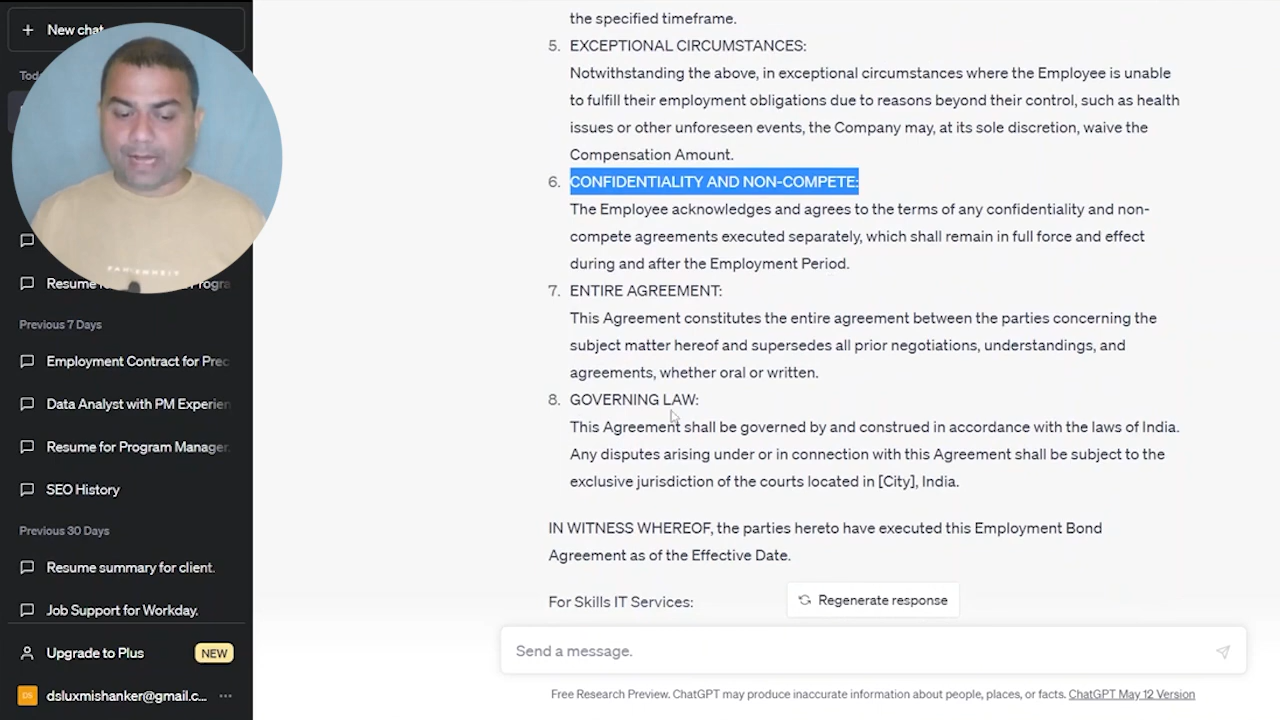 New chat
Toda
Resume f
Progra
Previous 7 Days
Employment Contract for Prec
Data Analyst with PM Experien
Resume for Program Manager
SEO History
Previous 30 Days
Resume summary for client.
Job Support for Workday.
Upgrade to Plus
NEW
DS
dsluxmishanker@gmail.c...
FAHRENHEIT
the specified timeframe.
5. EXCEPTIONAL CIRCUMSTANCES:
Notwithstanding the above, in exceptional circumstances where the Employee is unable
to fulfill their employment obligations due to reasons beyond their control, such as health
issues or other unforeseen events, the Company may, at its sole discretion, waive the
Compensation Amount.
6. CONFIDENTIALITY AND NON-COMPETE:
The Employee acknowledges and agrees to the terms of any confidentiality and non-
compete agreements executed separately, which shall remain in full force and effect
during and after the Employment Period.
7. ENTIRE AGREEMENT:
This Agreement constitutes the entire agreement between the parties concerning the
subject matter hereof and supersedes all prior negotiations, understandings, and
agreements, whether oral or written.
8. GOVERNING LAW:
This Agreement shall be governed by and construed in accordance with the laws of India.
Any disputes arising under or in connection with this Agreement shall be subject to the
exclusive jurisdiction of the courts located in [City], India.
IN WITNESS WHEREOF, the parties hereto have executed this Employment Bond
Agreement as of the Effective Date.
For Skills IT Services:
Regenerate response
Send a message.
Free Research Preview. ChatGPT may produce inaccurate information about people, places, or facts. ChatGPT May 12 Version